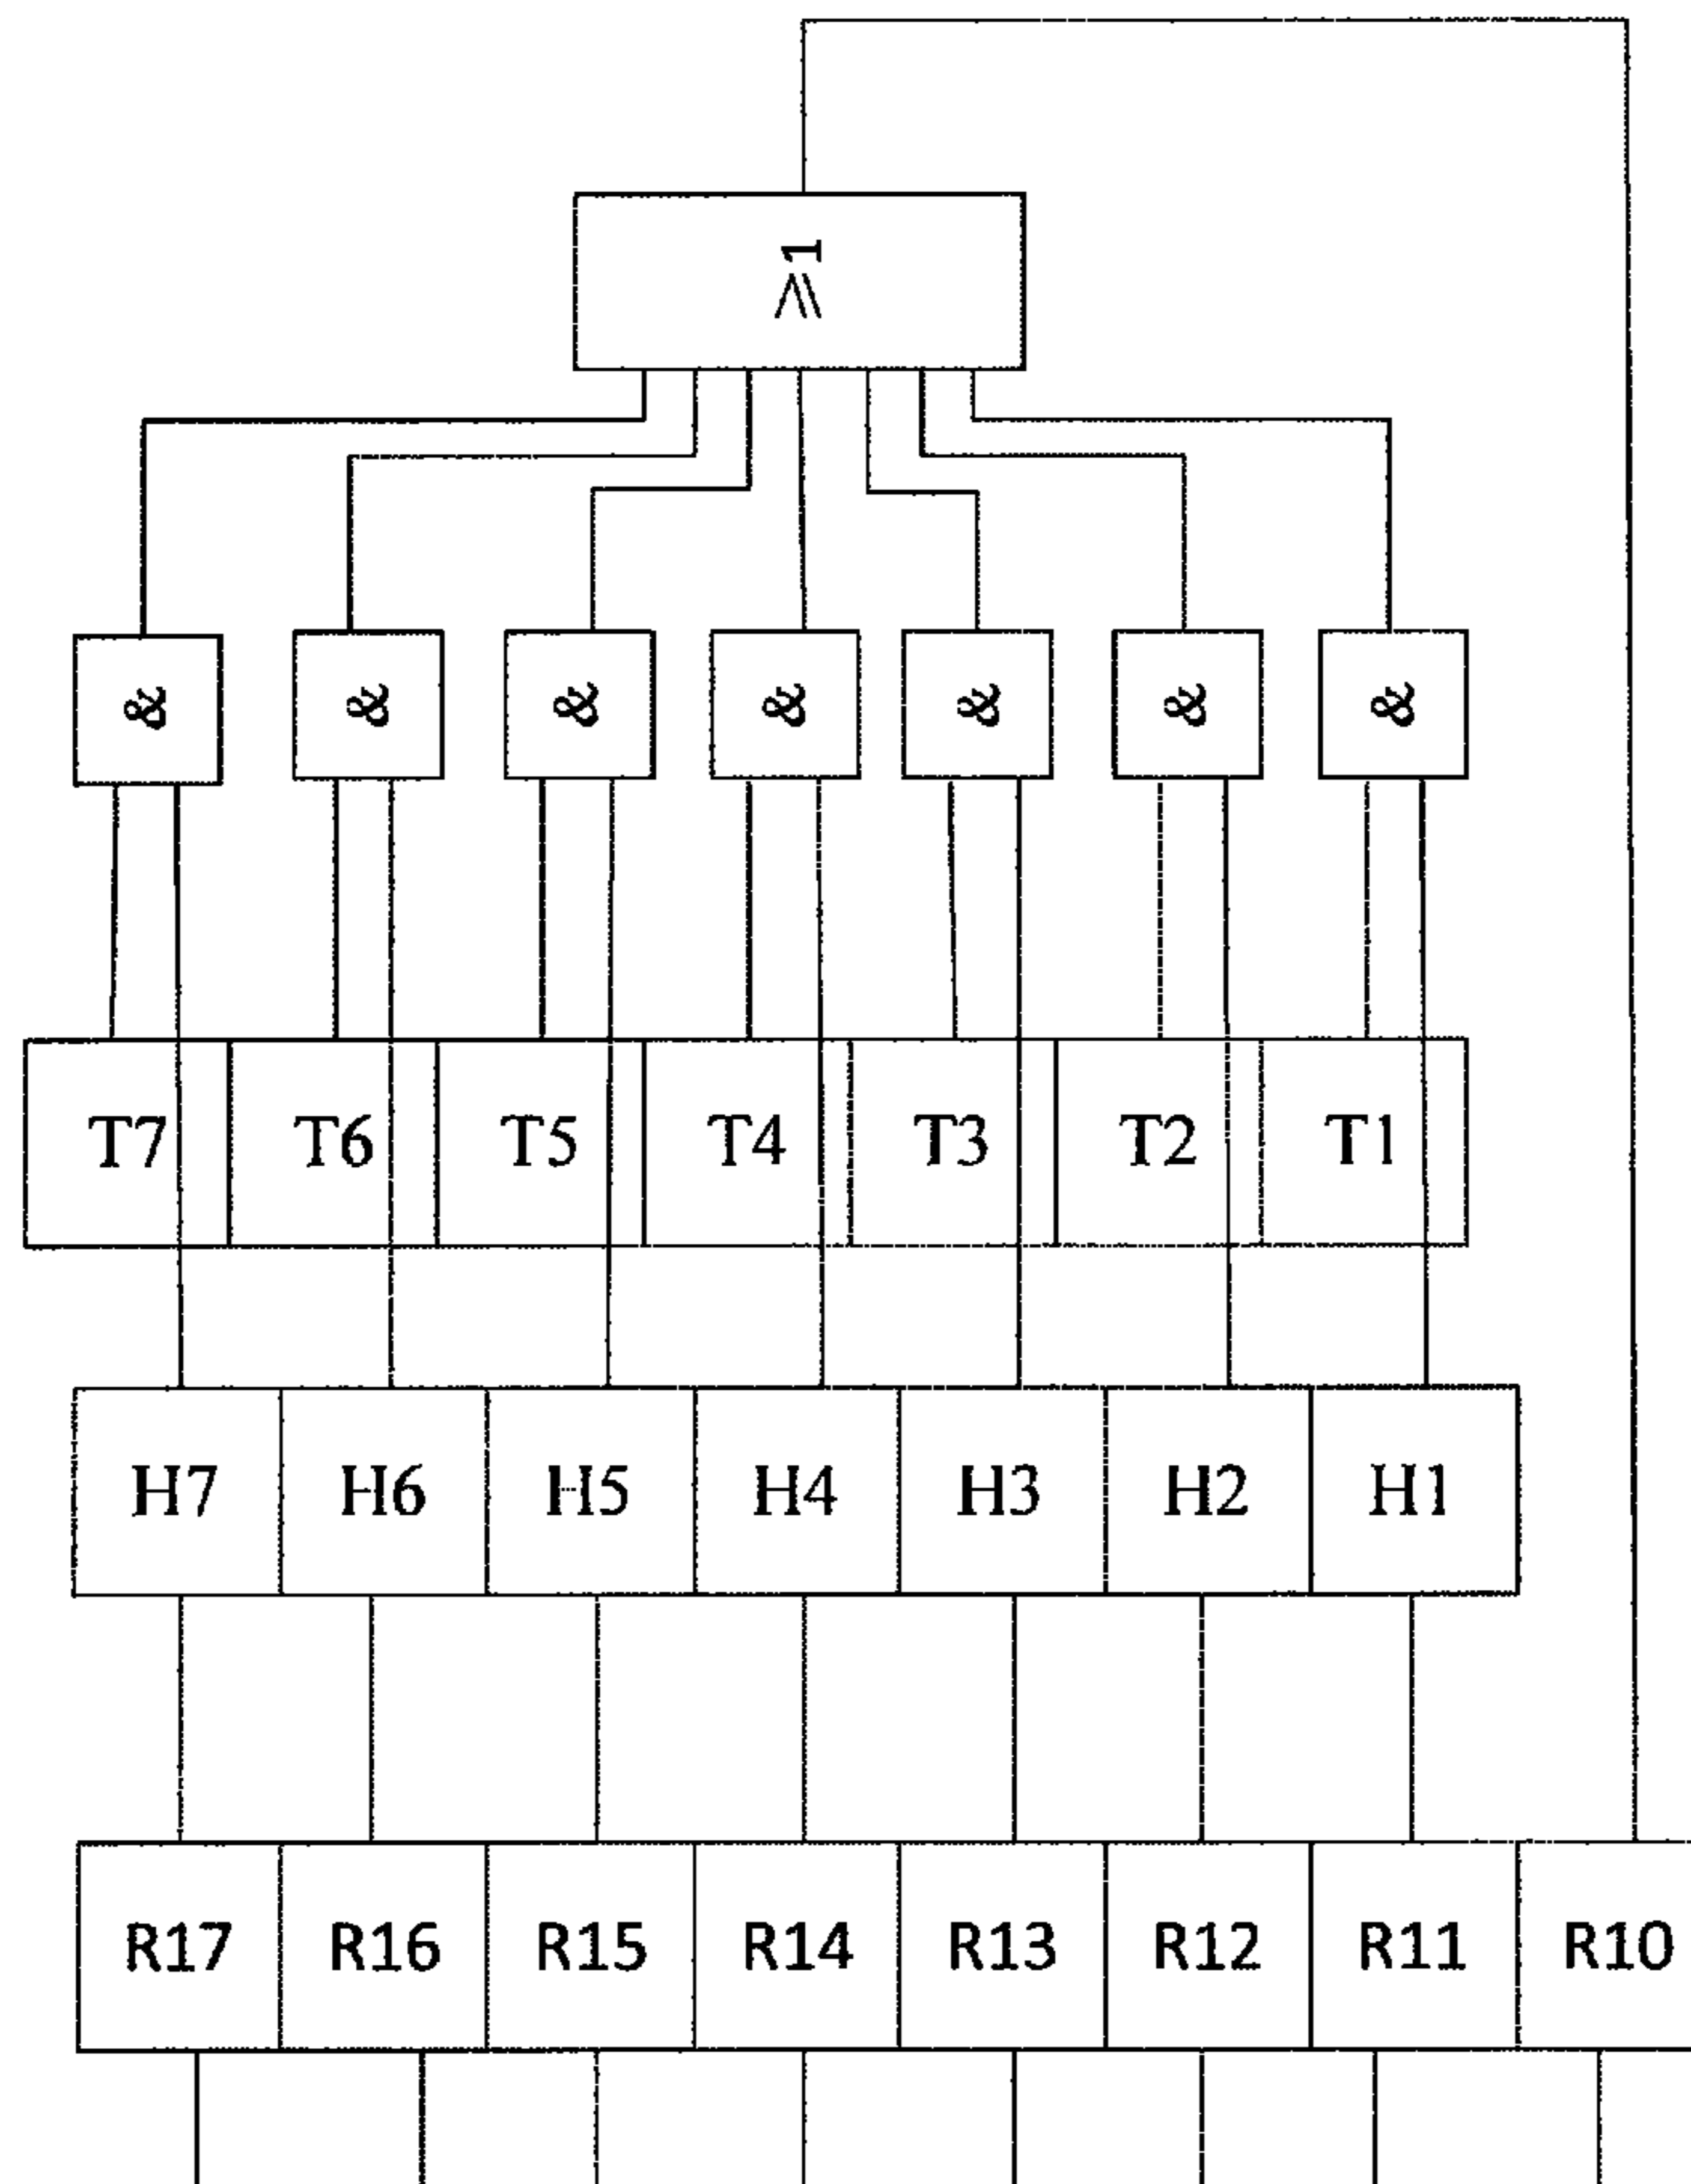 ≥1
& & & & & & &
T7 T6 T5 T4 T3 T2 T1
H7 H6 H5 H4 H3 H2 H1
R17 R16 R15 R14 R13 R12 R11 R10